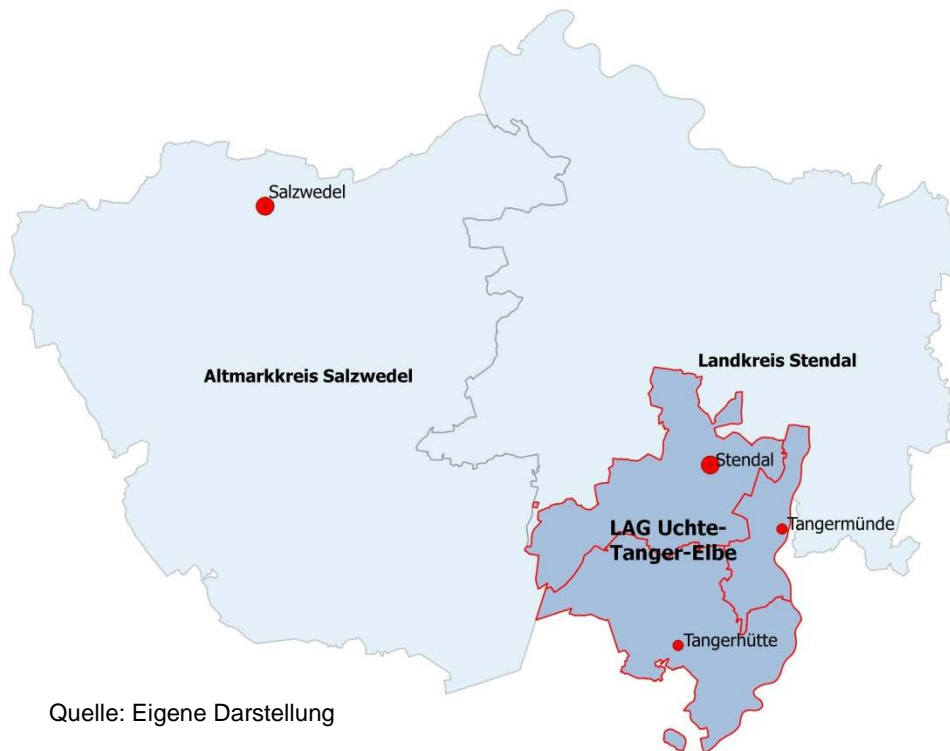 Salzwedel
Altmarkkreis Salzwedel
Landkreis Stendal
Stendal
LAG Uchte-
Tanger-Elbe
Tangermünde
Tangerhütte
Quelle: Eigene Darstellung